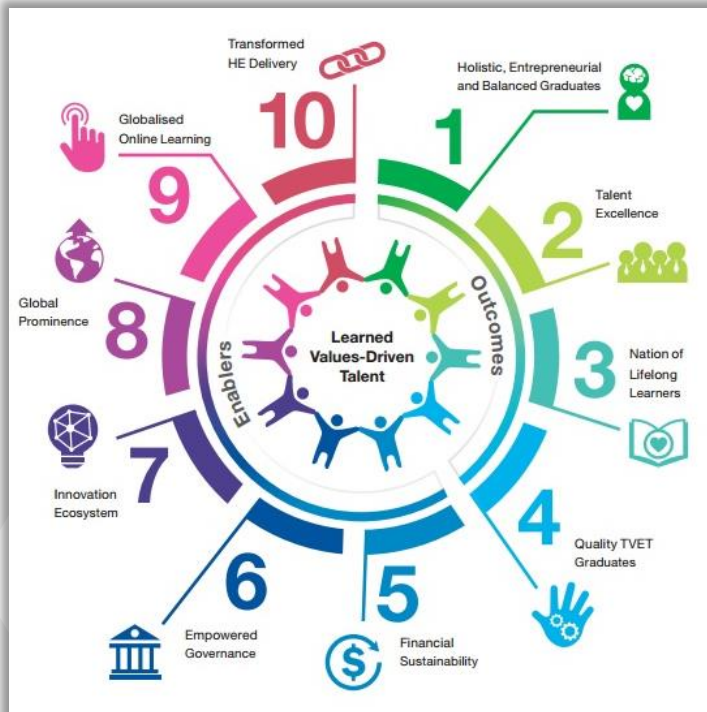 Transformed
HE Delivery
10
1
Holistic, Entrepreneurial
and Balanced Graduates
Globalised
Online Learning
9
2
Talent
Excellence
Global
Prominence
8
3
Nation of
Lifelong
Learners
Enablers
Learned
Values-Driven
Talent
Outcomes
7
Innovation
Ecosystem
4
Quality TVET
Graduates
6
Empowered
Governance
5
$
Financial
Sustainability